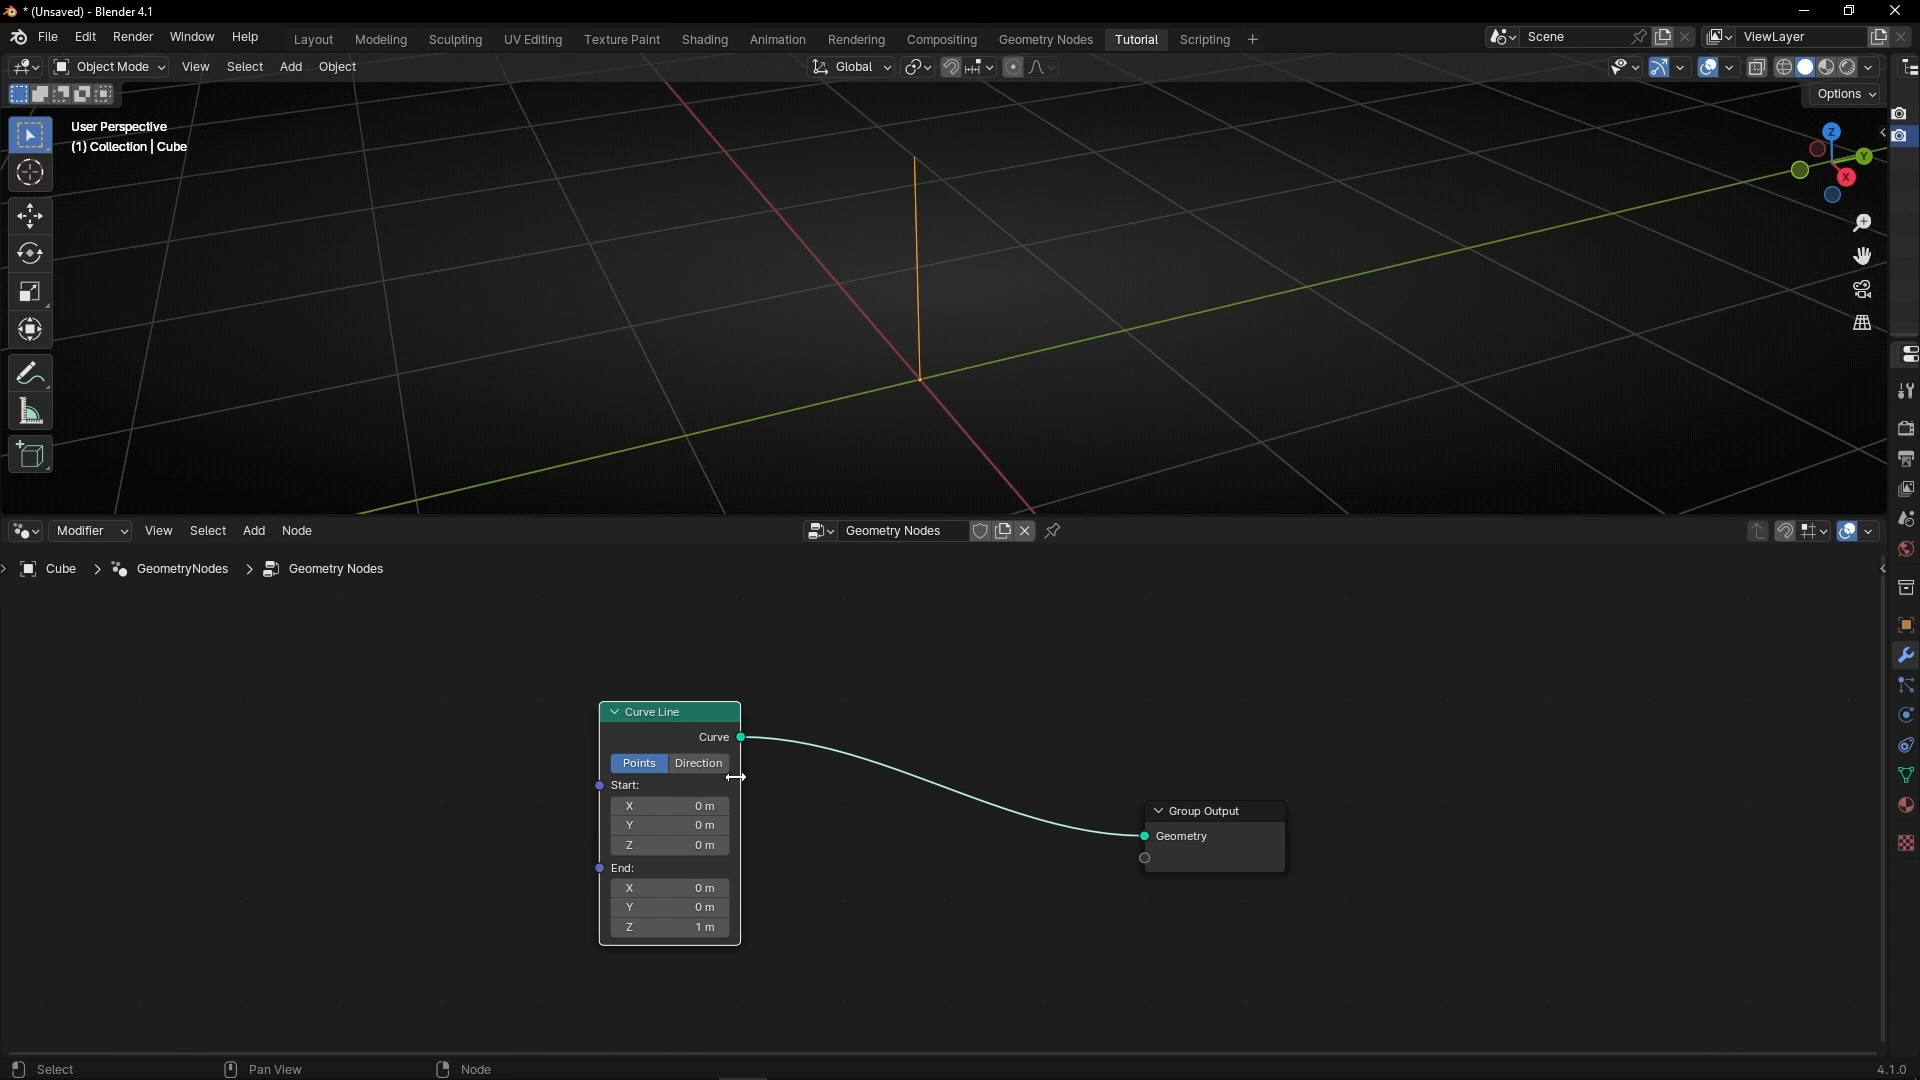 * (Unsaved) - Blender 4.1
File Edit Render Window Help Layout Modeling Sculpting UV Editing Texture Paint Shading Animation Rendering Compositing Geometry Nodes Tutorial Scripting + Scene ViewLayer
Object Mode View Select Add Object Global
Options
User Perspective
(1) Collection | Cube
Z
Y
X
Modifier View Select Add Node Geometry Nodes
Cube > GeometryNodes > Geometry Nodes
Curve Line
Curve
Points Direction
Start:
X 0 m
Y 0 m
Z 0 m
End:
X 0 m
Y 0 m
Z 1 m
Group Output
Geometry
Select Pan View Node 4.1.0